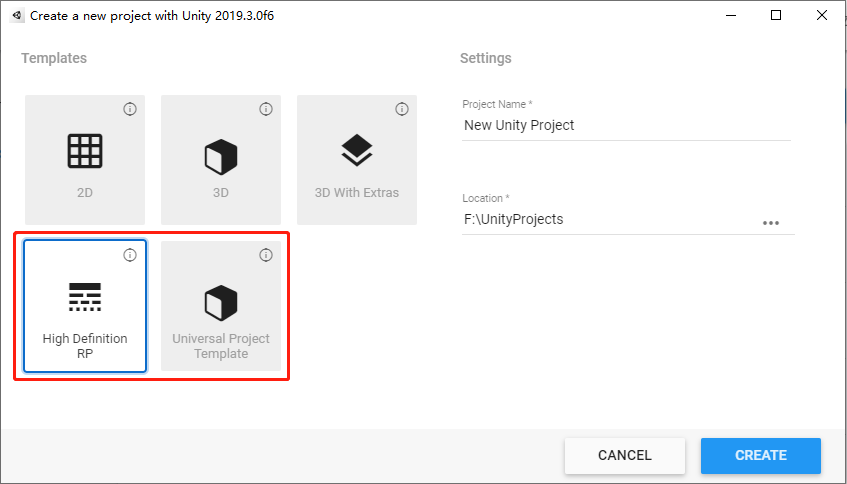 Create a new project with Unity 2019.3.0f6
Templates
Settings
2D
3D
3D With Extras
Project Name *
New Unity Project
Location *
F:\UnityProjects
High Definition
RP
Universal Project
Template
CANCEL
CREATE